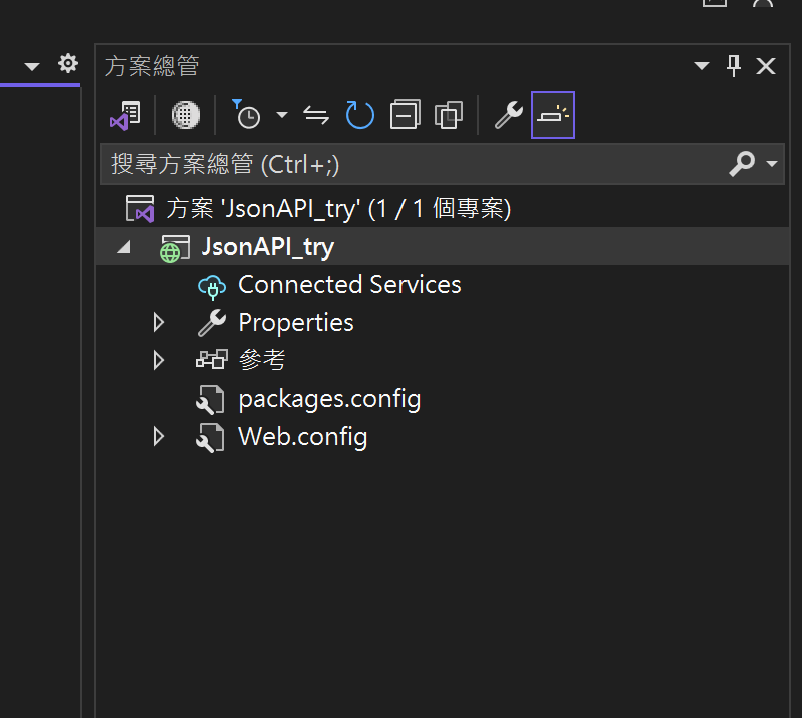 方案總管
搜尋方案總管 (Ctrl+;)
方案 'JsonAPI_try' (1 / 1 個專案)
JsonAPI_try
Connected Services
Properties
參考
packages.config
Web.config